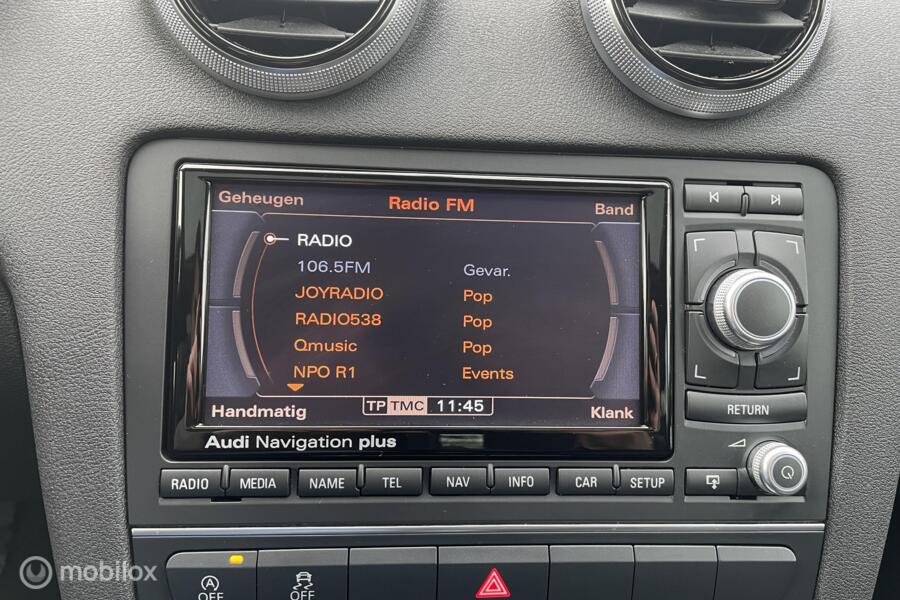 Geheugen Radio FM Band
RADIO
106.5FM Gevar.
JOYRADIO Pop
RADIO538 Pop
Qmusic Pop
NPO R1 Events
Handmatig TP TMC 11:45 Klank
Audi Navigation plus
RETURN
RADIO MEDIA NAME TEL NAV INFO CAR SETUP
A
OFF OFF
mobilox